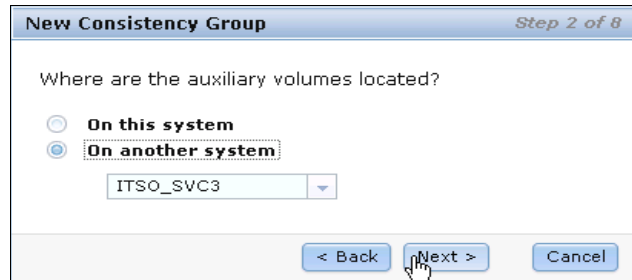 New Consistency Group Step 2 of 8
Where are the auxiliary volumes located?
On this system
On another system
ITSO_SVC3
< Back Next > Cancel